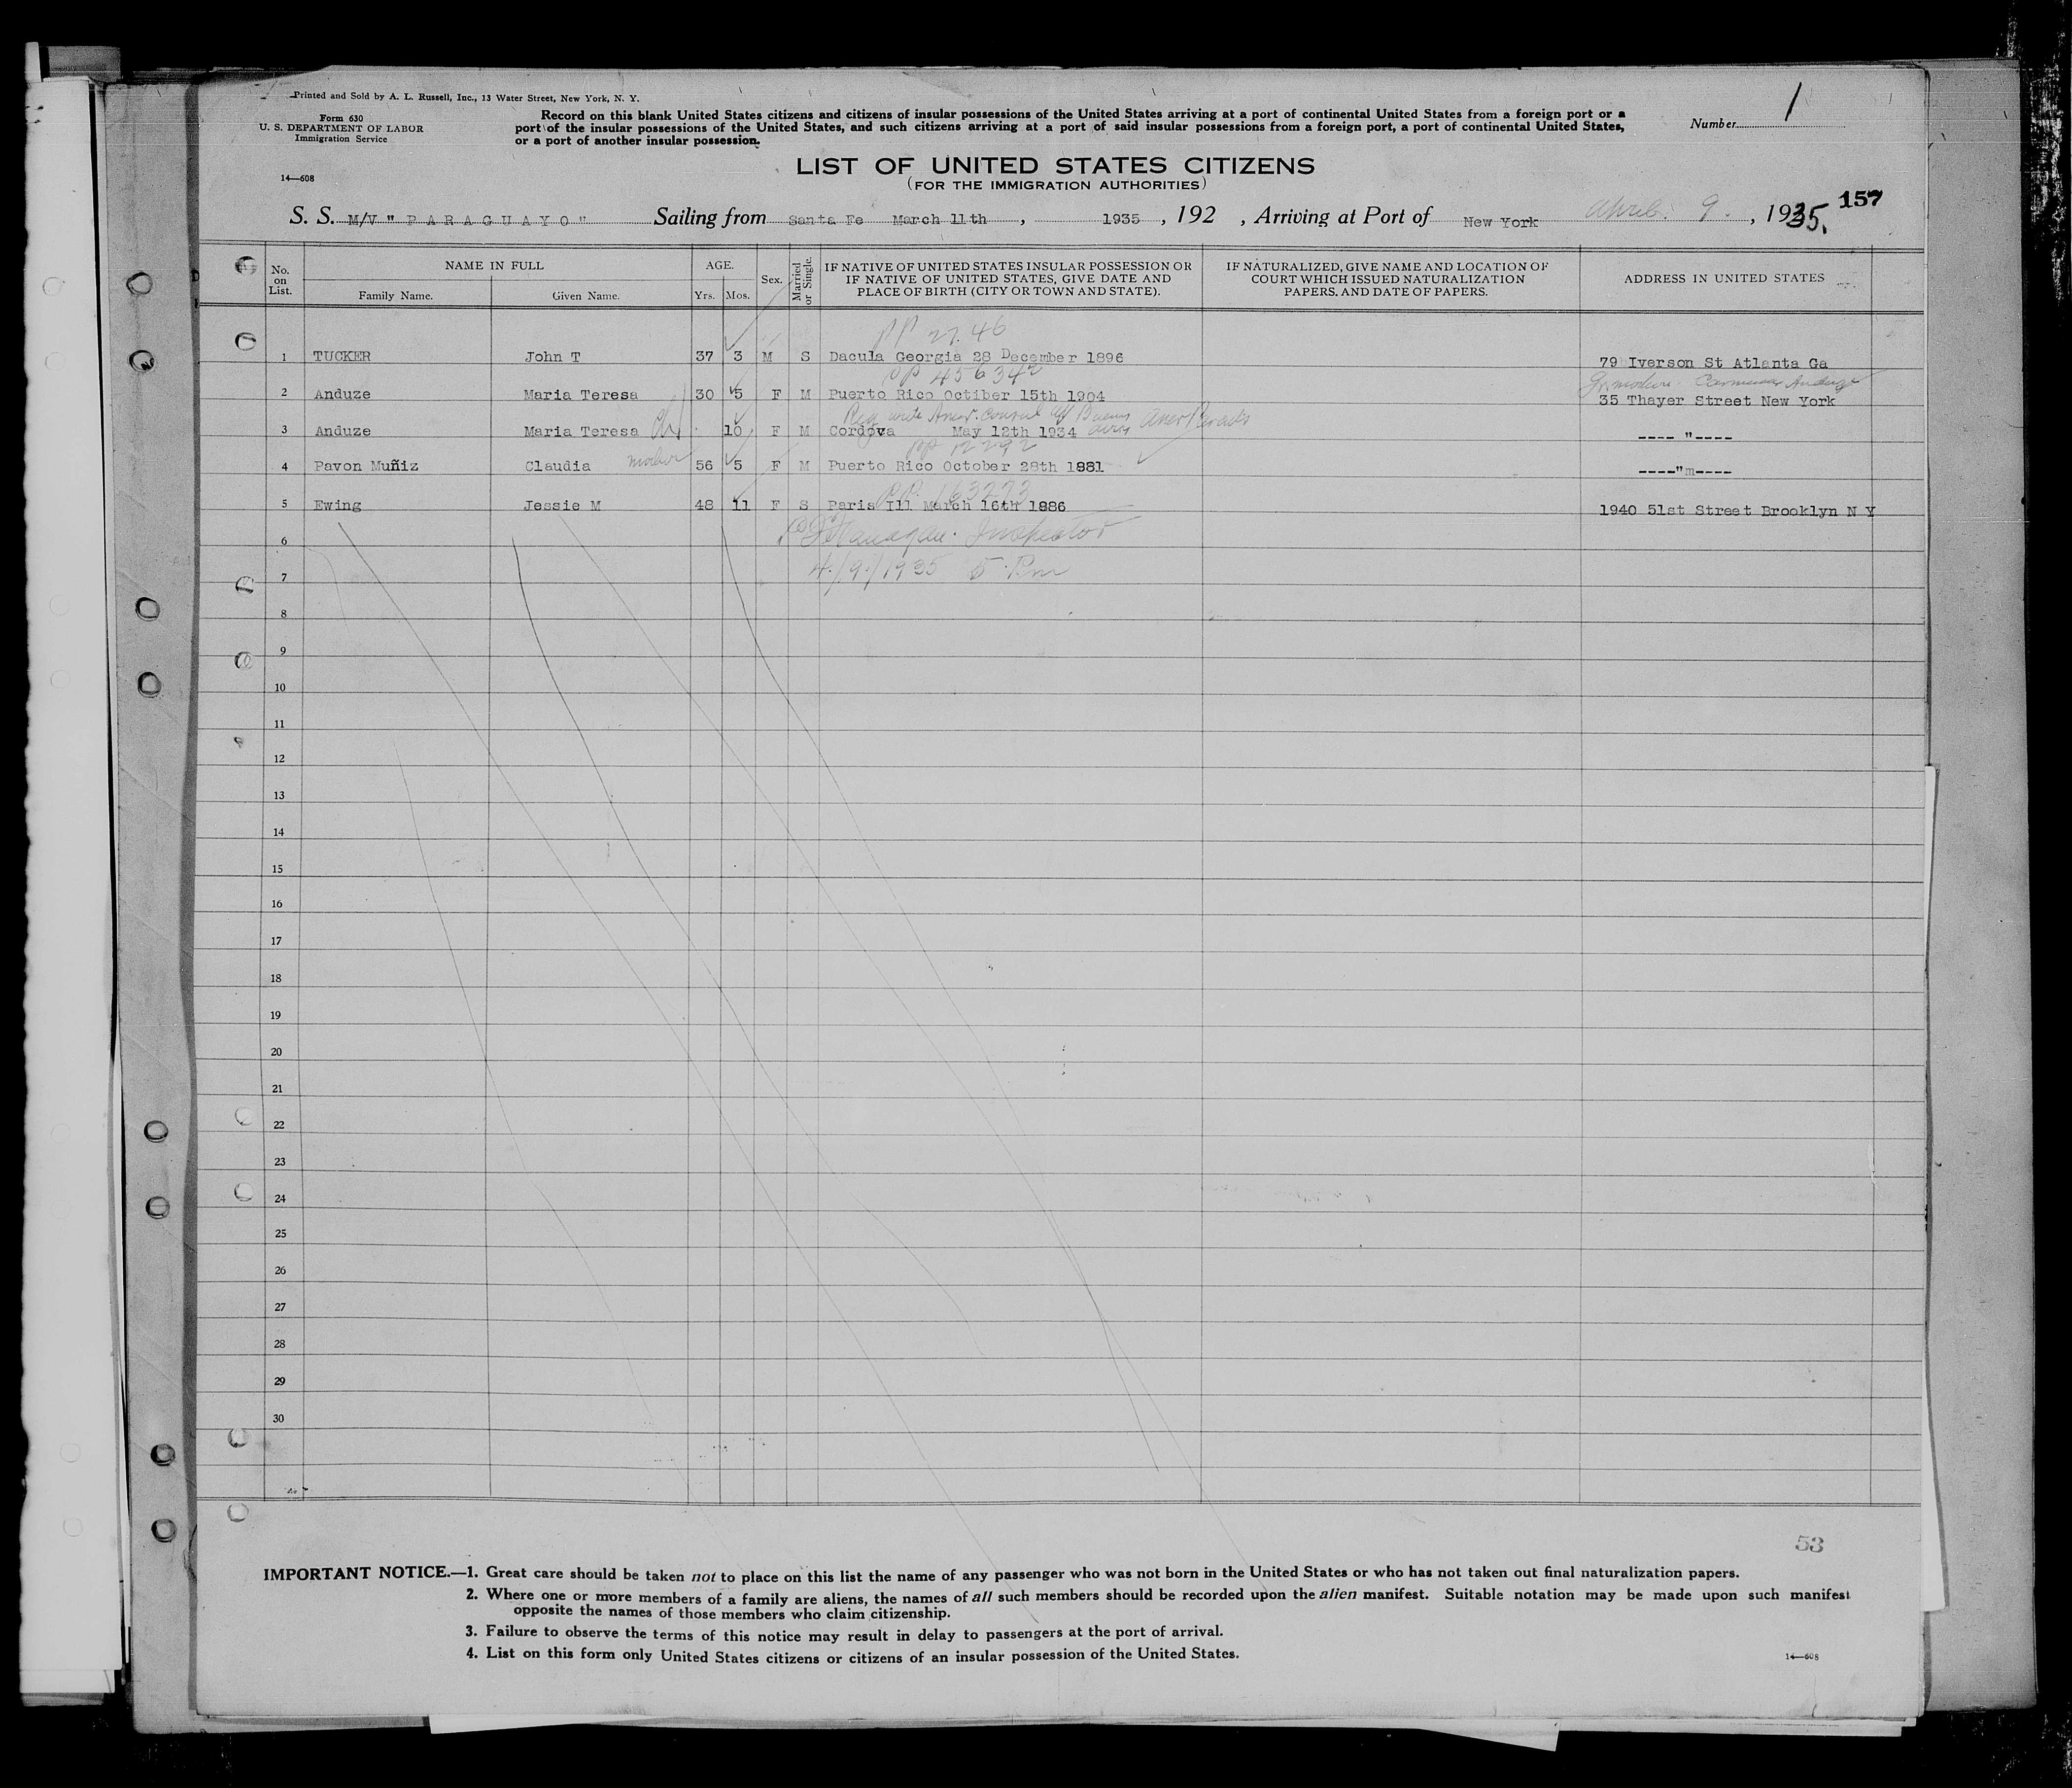 Printed and Sold by A. L. Russell, Inc., 13 Water Street, New York, N. Y.
Form 630
U. S. DEPARTMENT OF LABOR
Immigration Service
14—608
Record on this blank United States citizens and citizens of insular possessions of the United States arriving at a port of continental United States from a foreign port or a
port of the insular possessions of the United States, and such citizens arriving at a port of said insular possessions from a foreign port, a port of continental United States,
or a port of another insular possession.
Number 1
LIST OF UNITED STATES CITIZENS
(FOR THE IMMIGRATION AUTHORITIES)
157
S. S. M/V " P A R A G U A Y O " Sailing from Santa Fe March 11th , 1935 , 192 , Arriving at Port of New York April 9. , 1935.
No. on List. NAME IN FULL AGE. Sex. Married or Single. IF NATIVE OF UNITED STATES INSULAR POSSESSION OR IF NATIVE OF UNITED STATES, GIVE DATE AND PLACE OF BIRTH (CITY OR TOWN AND STATE). IF NATURALIZED, GIVE NAME AND LOCATION OF COURT WHICH ISSUED NATURALIZATION PAPERS, AND DATE OF PAPERS. ADDRESS IN UNITED STATES
Family Name. Given Name. Yrs. Mos.
pp 27.46
1 TUCKER John T 37 3 M S Dacula Georgia 28 December 1896 79 Iverson St Atlanta Ga
pp 456342
2 Anduze Maria Teresa 30 5 F M Puerto Rico Octiber 15th 1904 35 Thayer Street New York
3 Anduze Maria Teresa 10 F M Cordova May 12th 1934 ---- "----
pp 12292
4 Pavon Muñiz Claudia mother 56 5 F M Puerto Rico October 28th 1881 ----"m----
pp 163273
5 Ewing Jessie M 48 11 F S Paris Ill March 16th 1886 1940 51st Street Brooklyn N Y
Inspector
6
4/9/1935 5 Pm
7
8
9
10
11
12
13
14
15
16
17
18
19
20
21
22
23
24
25
26
27
28
29
30
53
IMPORTANT NOTICE.—1. Great care should be taken not to place on this list the name of any passenger who was not born in the United States or who has not taken out final naturalization papers.
2. Where one or more members of a family are aliens, the names of all such members should be recorded upon the alien manifest. Suitable notation may be made upon such manifest
opposite the names of those members who claim citizenship.
3. Failure to observe the terms of this notice may result in delay to passengers at the port of arrival.
4. List on this form only United States citizens or citizens of an insular possession of the United States.
14—608